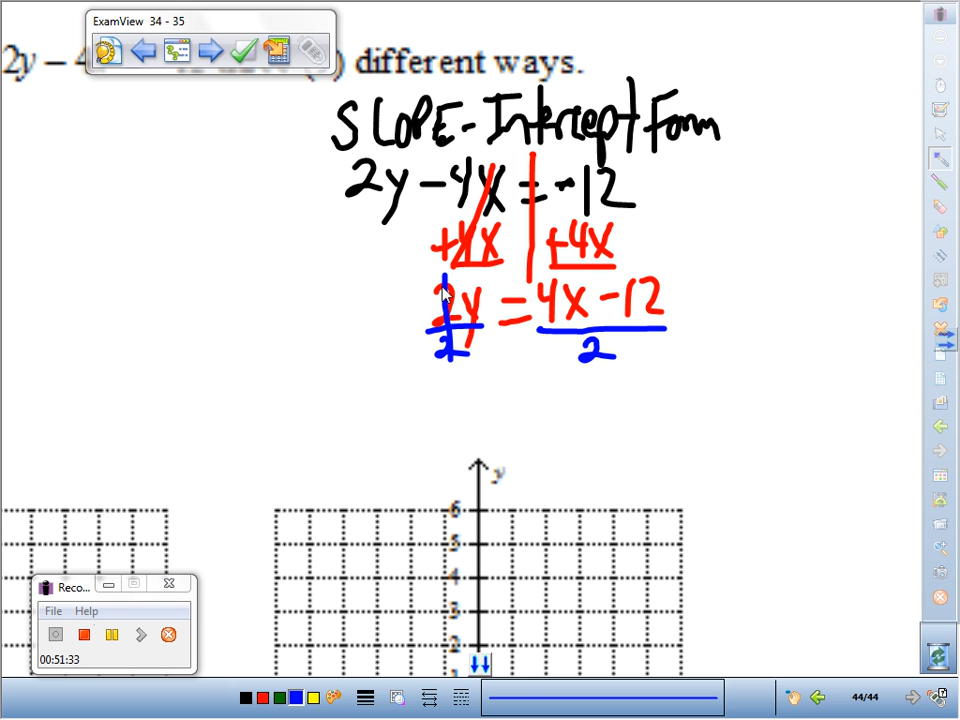 ExamView 34 - 35
2y – 4 different ways.
SLOPE-Intercept Form
2y - 4x = -12
+4x +4x
2y = 4x - 12
2 2
y
6
5
4
3
2
Reco...
File Help
00:51:33
44/44